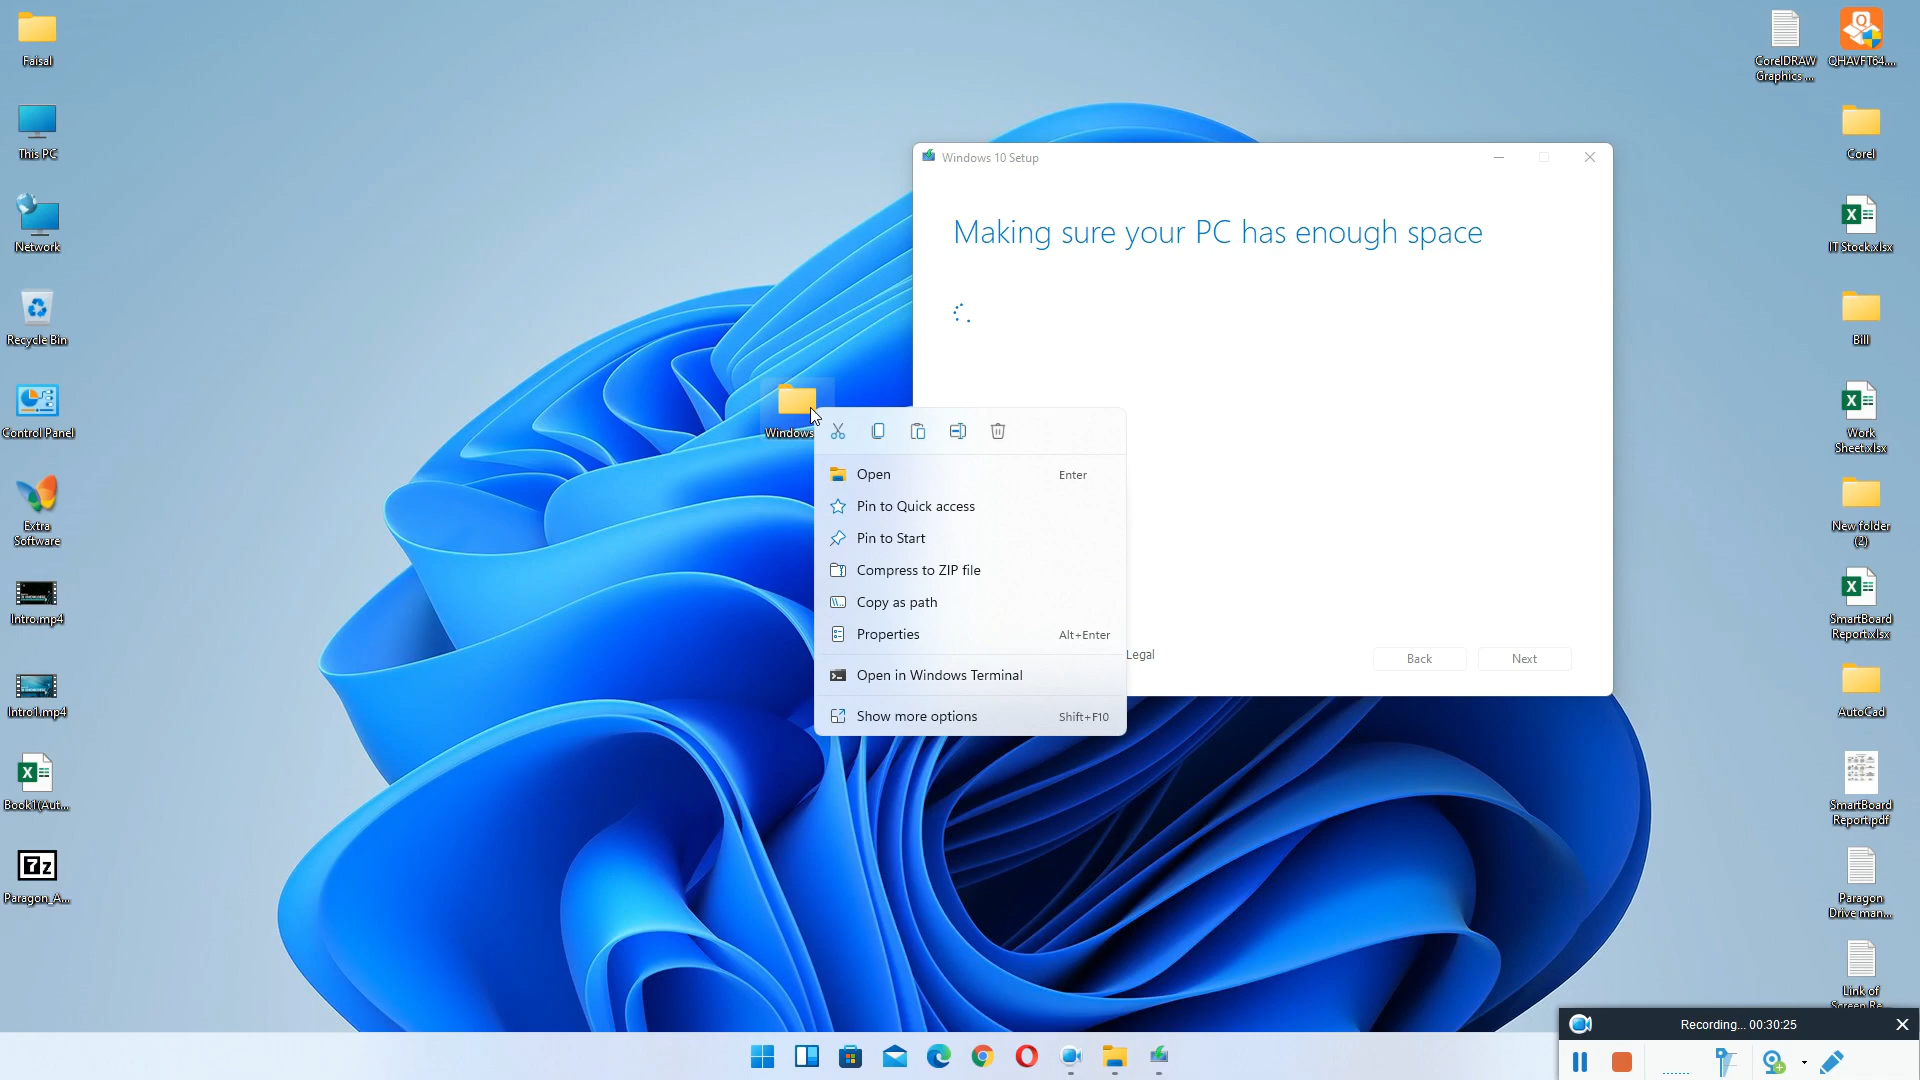 Faisal
This PC
Network
Recycle Bin
Control Panel
Extra
Software
Intro.mp4
Intro1.mp4
Book1(Aut...
7z
Paragon_A...
Windows
Windows 10 Setup
Making sure your PC has enough space
Legal
Back
Next
Open
Enter
Pin to Quick access
Pin to Start
Compress to ZIP file
Copy as path
Properties
Alt+Enter
Open in Windows Terminal
Show more options
Shift+F10
CorelDRAW
Graphics ...
QHAVFT64....
Corel
IT Stock.xlsx
Bill
Work
Sheet.xlsx
New folder
(2)
SmartBoard
Report.xlsx
AutoCad
SmartBoard
Report.pdf
Paragon
Drive man...
Link of
Screen Re...
Recording... 00:30:25